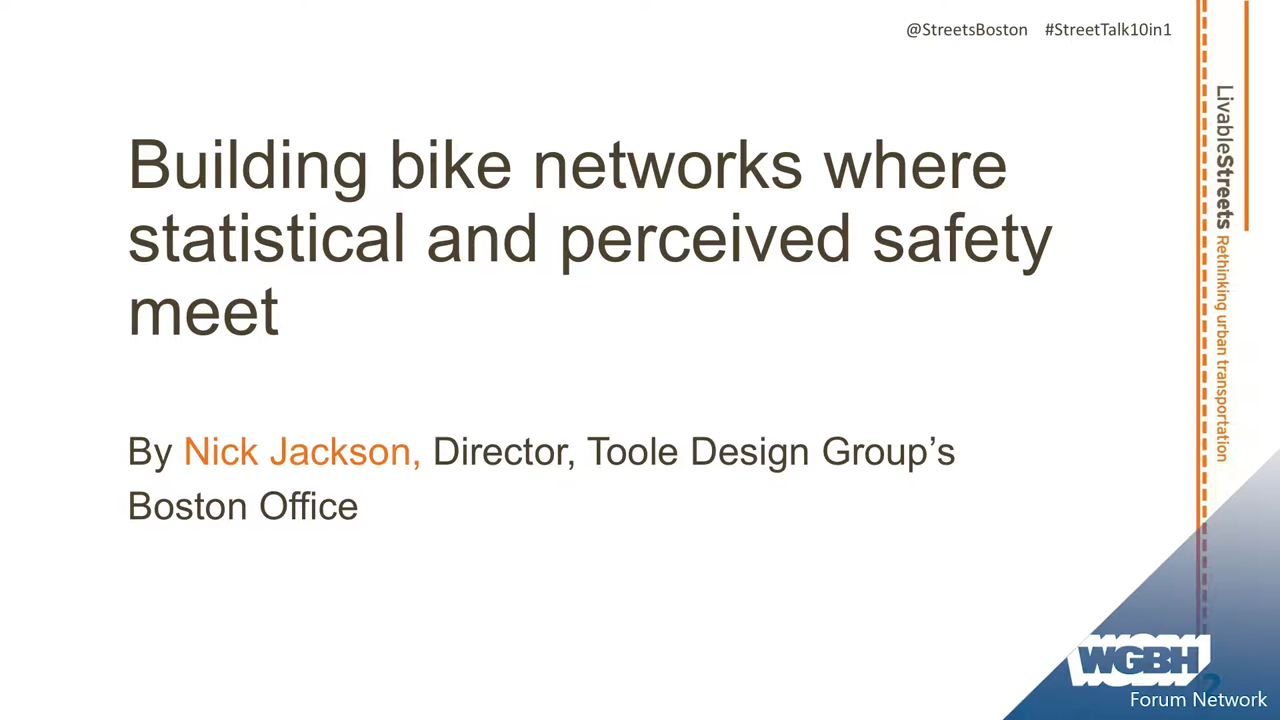 @StreetsBoston #StreetTalk10in1
Building bike networks where
statistical and perceived safety
meet
By Nick Jackson, Director, Toole Design Group’s
Boston Office
LivableStreets Rethinking urban transportation
WGBH
2
Forum Network